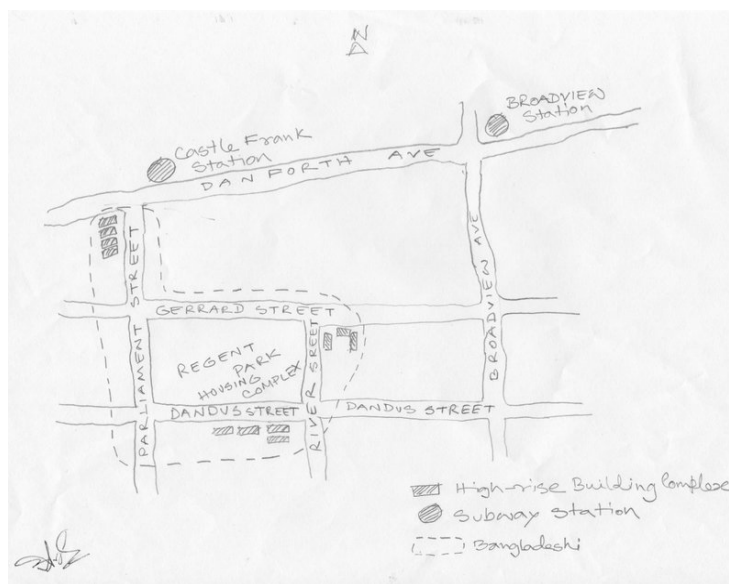 N
BROADVIEW
Station
Castle Frank
Station
DANFORTH AVE
PARLIAMENT STREET
BROADVIEW AVE
GERRARD STREET
REGENT
PARK
HOUSING
COMPLEX
RIVER SREET
DANDUS STREET
DANDUS STREET
High-rise Building Complexe
Subway Station
Bangladeshi